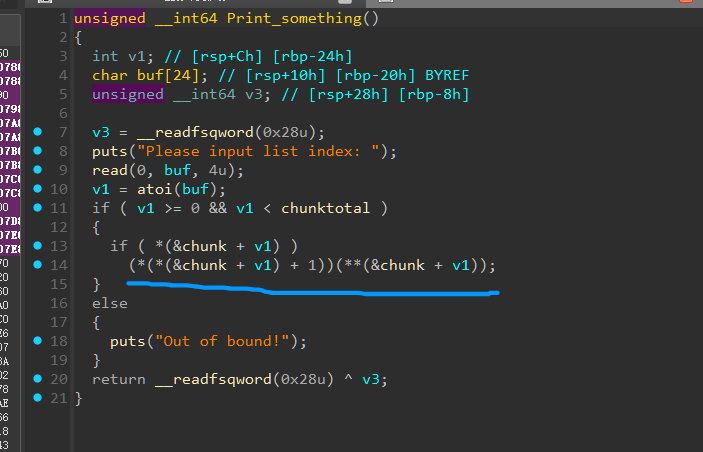 1 unsigned __int64 Print_something()
2 {
3 int v1; // [rsp+Ch] [rbp-24h]
4 char buf[24]; // [rsp+10h] [rbp-20h] BYREF
5 unsigned __int64 v3; // [rsp+28h] [rbp-8h]
6
7 v3 = __readfsqword(0x28u);
8 puts("Please input list index: ");
9 read(0, buf, 4u);
10 v1 = atoi(buf);
11 if ( v1 >= 0 && v1 < chunktotal )
12 {
13 if ( *(&chunk + v1) )
14 (*(*(&chunk + v1) + 1))(**(&chunk + v1));
15 }
16 else
17 {
18 puts("Out of bound!");
19 }
20 return __readfsqword(0x28u) ^ v3;
21 }